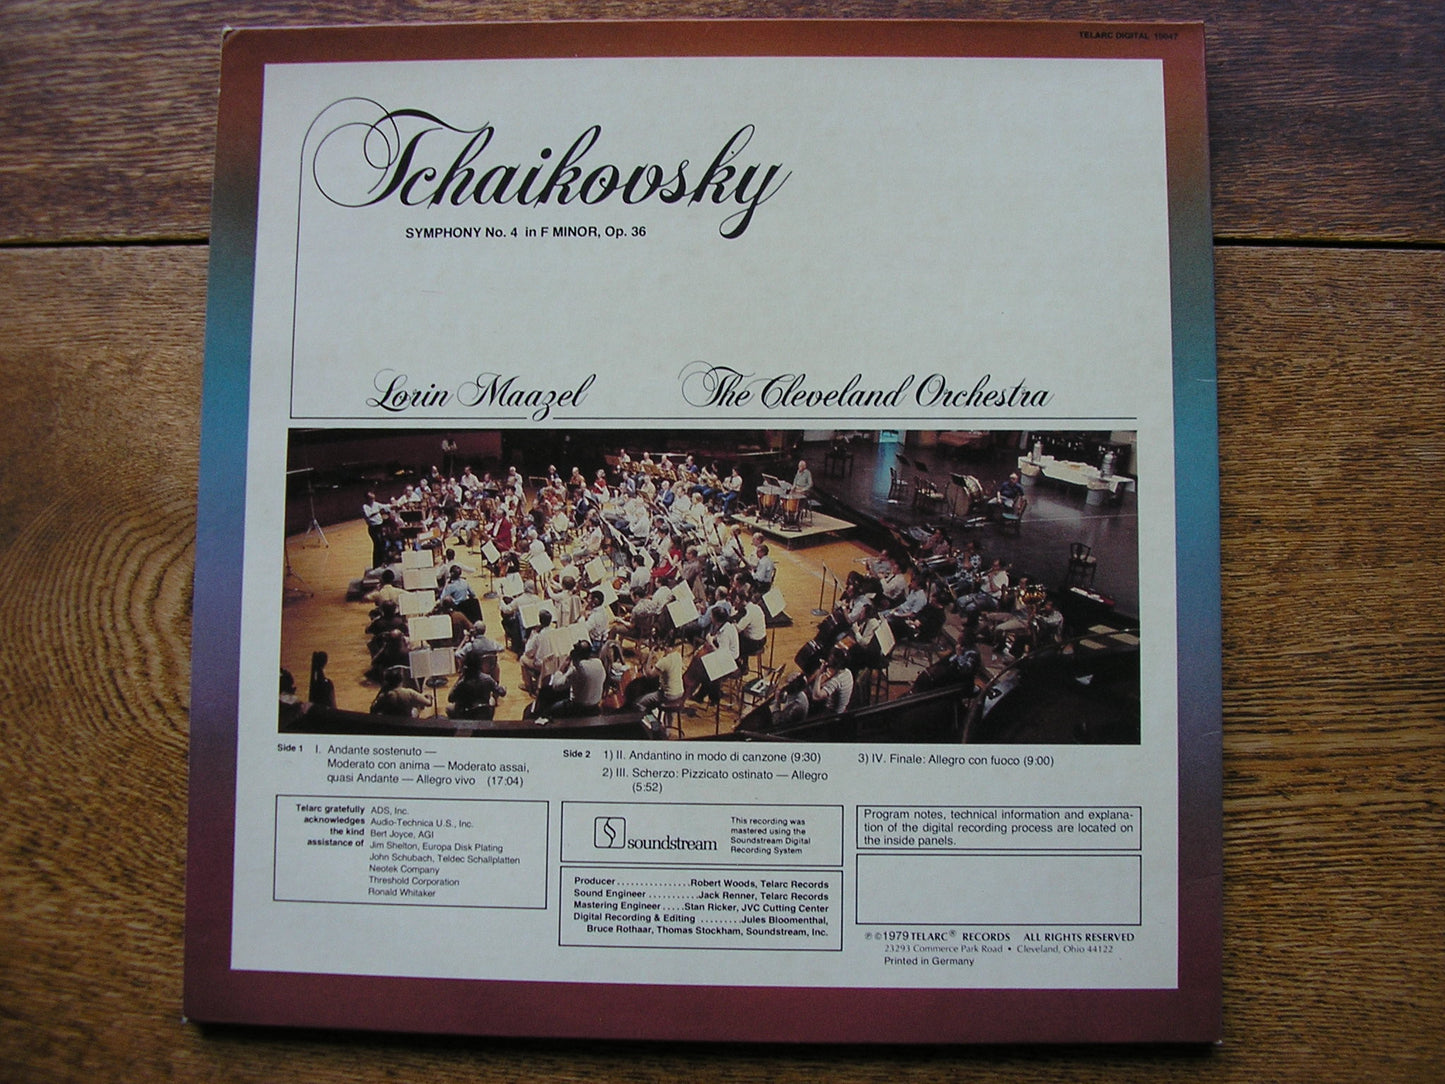 TELARC DIGITAL 10047
Tchaikovsky
SYMPHONY No. 4 in F MINOR, Op. 36
Lorin Maazel
The Cleveland Orchestra
Side 1 I. Andante sostenuto —
Moderato con anima — Moderato assai,
quasi Andante — Allegro vivo (17:04)
Side 2 1) II. Andantino in modo di canzone (9:30)
2) III. Scherzo: Pizzicato ostinato — Allegro
(5:52)
3) IV. Finale: Allegro con fuoco (9:00)
Telarc gratefully
acknowledges
the kind
assistance of
ADS, Inc.
Audio-Technica U.S., Inc.
Bert Joyce, AGI
Jim Shelton, Europa Disk Plating
John Schubach, Teldec Schallplatten
Neotek Company
Threshold Corporation
Ronald Whitaker
soundstream
This recording was
mastered using the
Soundstream Digital
Recording System
Producer................Robert Woods, Telarc Records
Sound Engineer ...........Jack Renner, Telarc Records
Mastering Engineer.....Stan Ricker, JVC Cutting Center
Digital Recording & Editing .........Jules Bloomenthal,
Bruce Rothaar, Thomas Stockham, Soundstream, Inc.
Program notes, technical information and explana-
tion of the digital recording process are located on
the inside panels.
℗©1979 TELARC® RECORDS ALL RIGHTS RESERVED
23293 Commerce Park Road • Cleveland, Ohio 44122
Printed in Germany